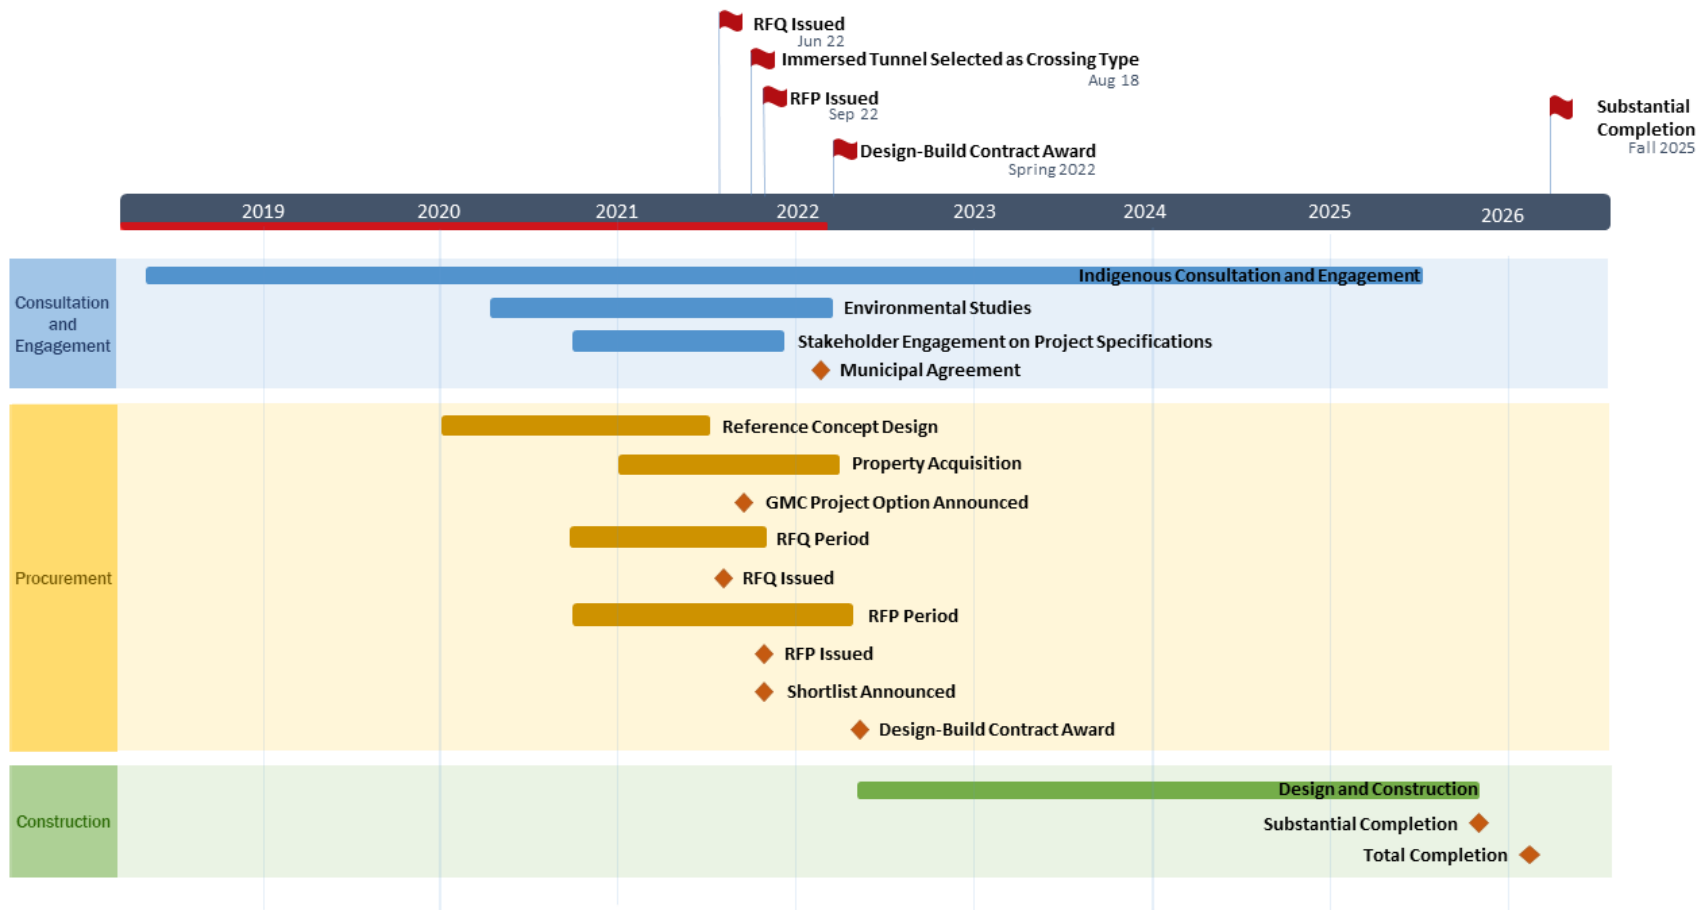 RFQ Issued
Jun 22
Immersed Tunnel Selected as Crossing Type
Aug 18
RFP Issued
Sep 22
Design-Build Contract Award
Spring 2022
Substantial
Completion
Fall 2025
2019 2020 2021 2022 2023 2024 2025 2026
Consultation
and
Engagement
Indigenous Consultation and Engagement
Environmental Studies
Stakeholder Engagement on Project Specifications
Municipal Agreement
Procurement
Reference Concept Design
Property Acquisition
GMC Project Option Announced
RFQ Period
RFQ Issued
RFP Period
RFP Issued
Shortlist Announced
Design-Build Contract Award
Construction
Design and Construction
Substantial Completion
Total Completion